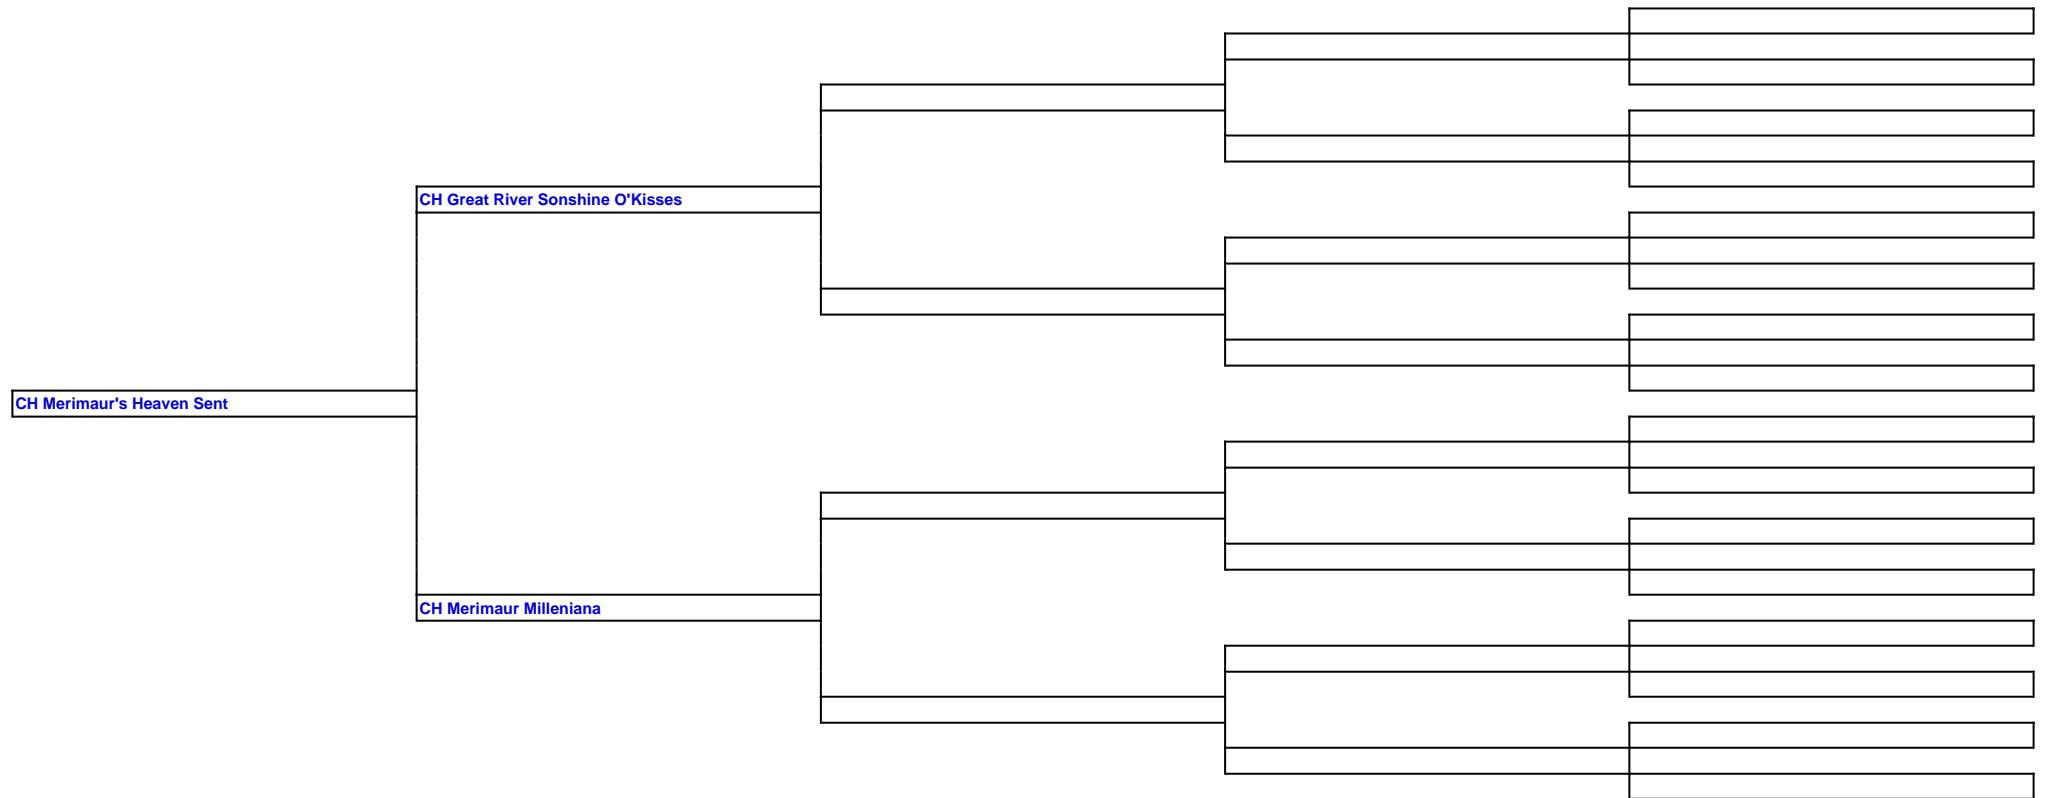 CH Great River Sonshine O'Kisses
CH Merimaur's Heaven Sent
CH Merimaur Milleniana